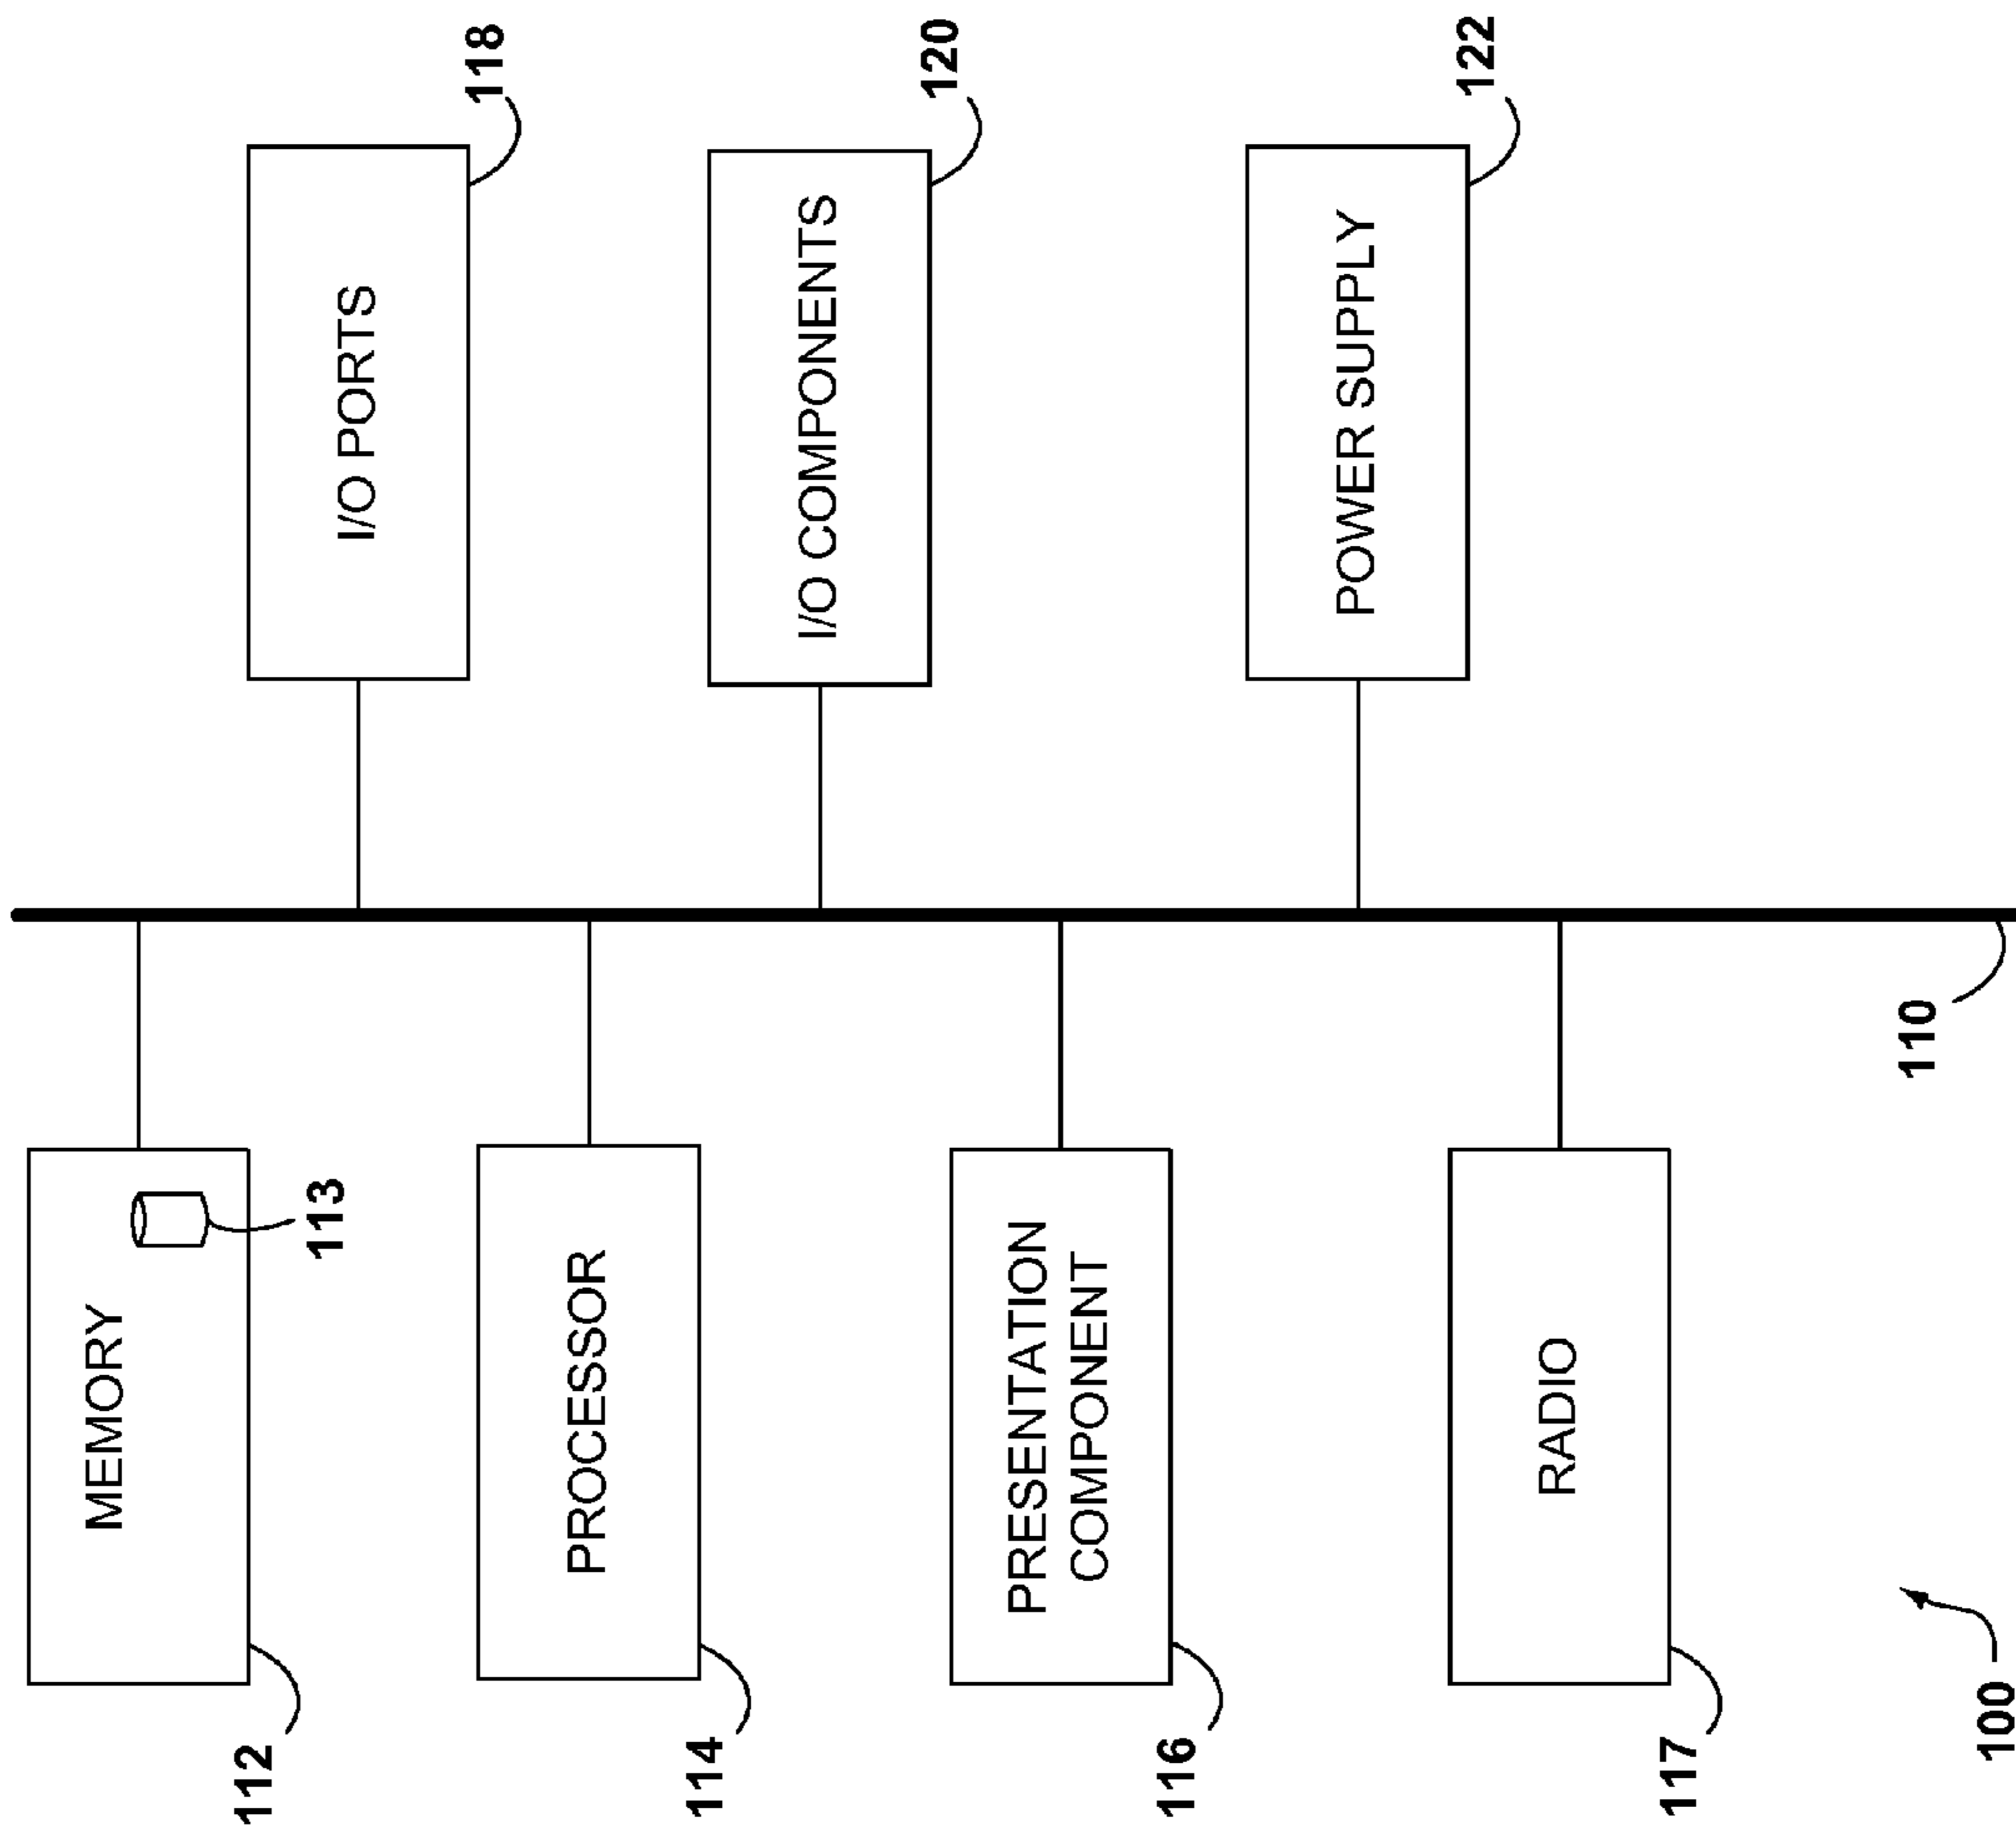 MEMORY
113
112
PROCESSOR
114
PRESENTATION
COMPONENT
116
RADIO
117
I/O PORTS
118
I/O COMPONENTS
120
POWER SUPPLY
122
110
100